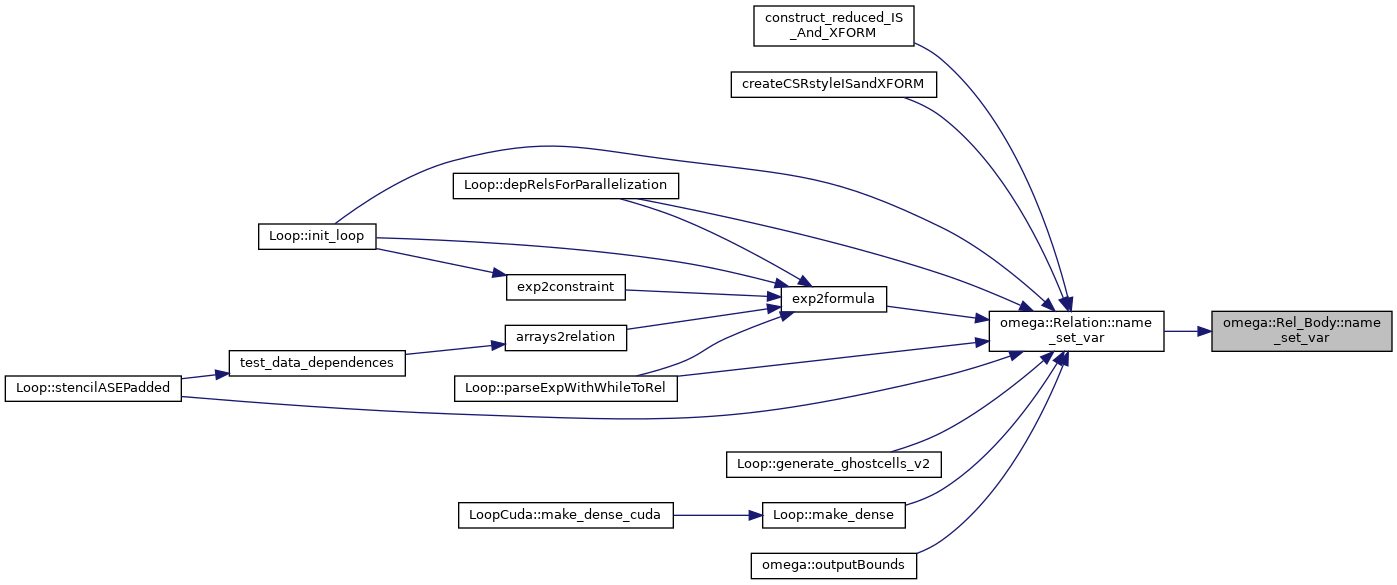 construct_reduced_IS
_And_XFORM
createCSRstyleISandXFORM
Loop::depRelsForParallelization
Loop::init_loop
exp2constraint
exp2formula
omega::Relation::name
_set_var
omega::Rel_Body::name
_set_var
arrays2relation
test_data_dependences
Loop::stencilASEPadded
Loop::parseExpWithWhileToRel
Loop::generate_ghostcells_v2
LoopCuda::make_dense_cuda
Loop::make_dense
omega::outputBounds